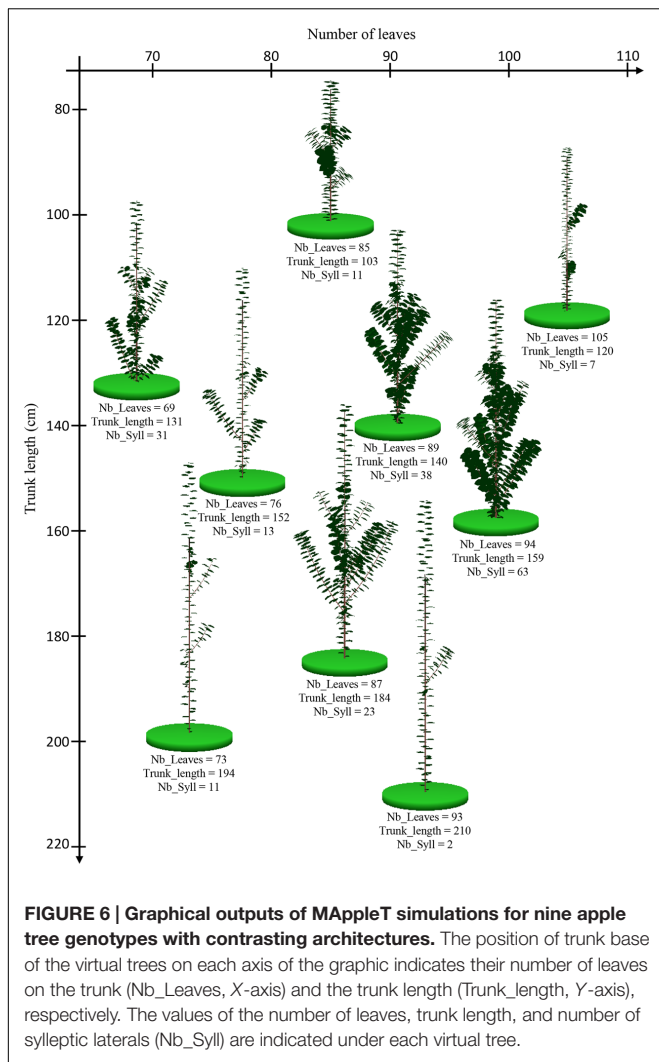 Number of leaves
70 80 90 100 110
Trunk length (cm)
80
100
120
140
160
180
200
220
Nb_Leaves = 85
Trunk_length = 103
Nb_Syll = 11
Nb_Leaves = 105
Trunk_length = 120
Nb_Syll = 7
Nb_Leaves = 69
Trunk_length = 131
Nb_Syll = 31
Nb_Leaves = 89
Trunk_length = 140
Nb_Syll = 38
Nb_Leaves = 76
Trunk_length = 152
Nb_Syll = 13
Nb_Leaves = 94
Trunk_length = 159
Nb_Syll = 63
Nb_Leaves = 87
Trunk_length = 184
Nb_Syll = 23
Nb_Leaves = 73
Trunk_length = 194
Nb_Syll = 11
Nb_Leaves = 93
Trunk_length = 210
Nb_Syll = 2
FIGURE 6 | Graphical outputs of MAppleT simulations for nine apple
tree genotypes with contrasting architectures. The position of trunk base
of the virtual trees on each axis of the graphic indicates their number of leaves
on the trunk (Nb_Leaves, X-axis) and the trunk length (Trunk_length, Y-axis),
respectively. The values of the number of leaves, trunk length, and number of
sylleptic laterals (Nb_Syll) are indicated under each virtual tree.